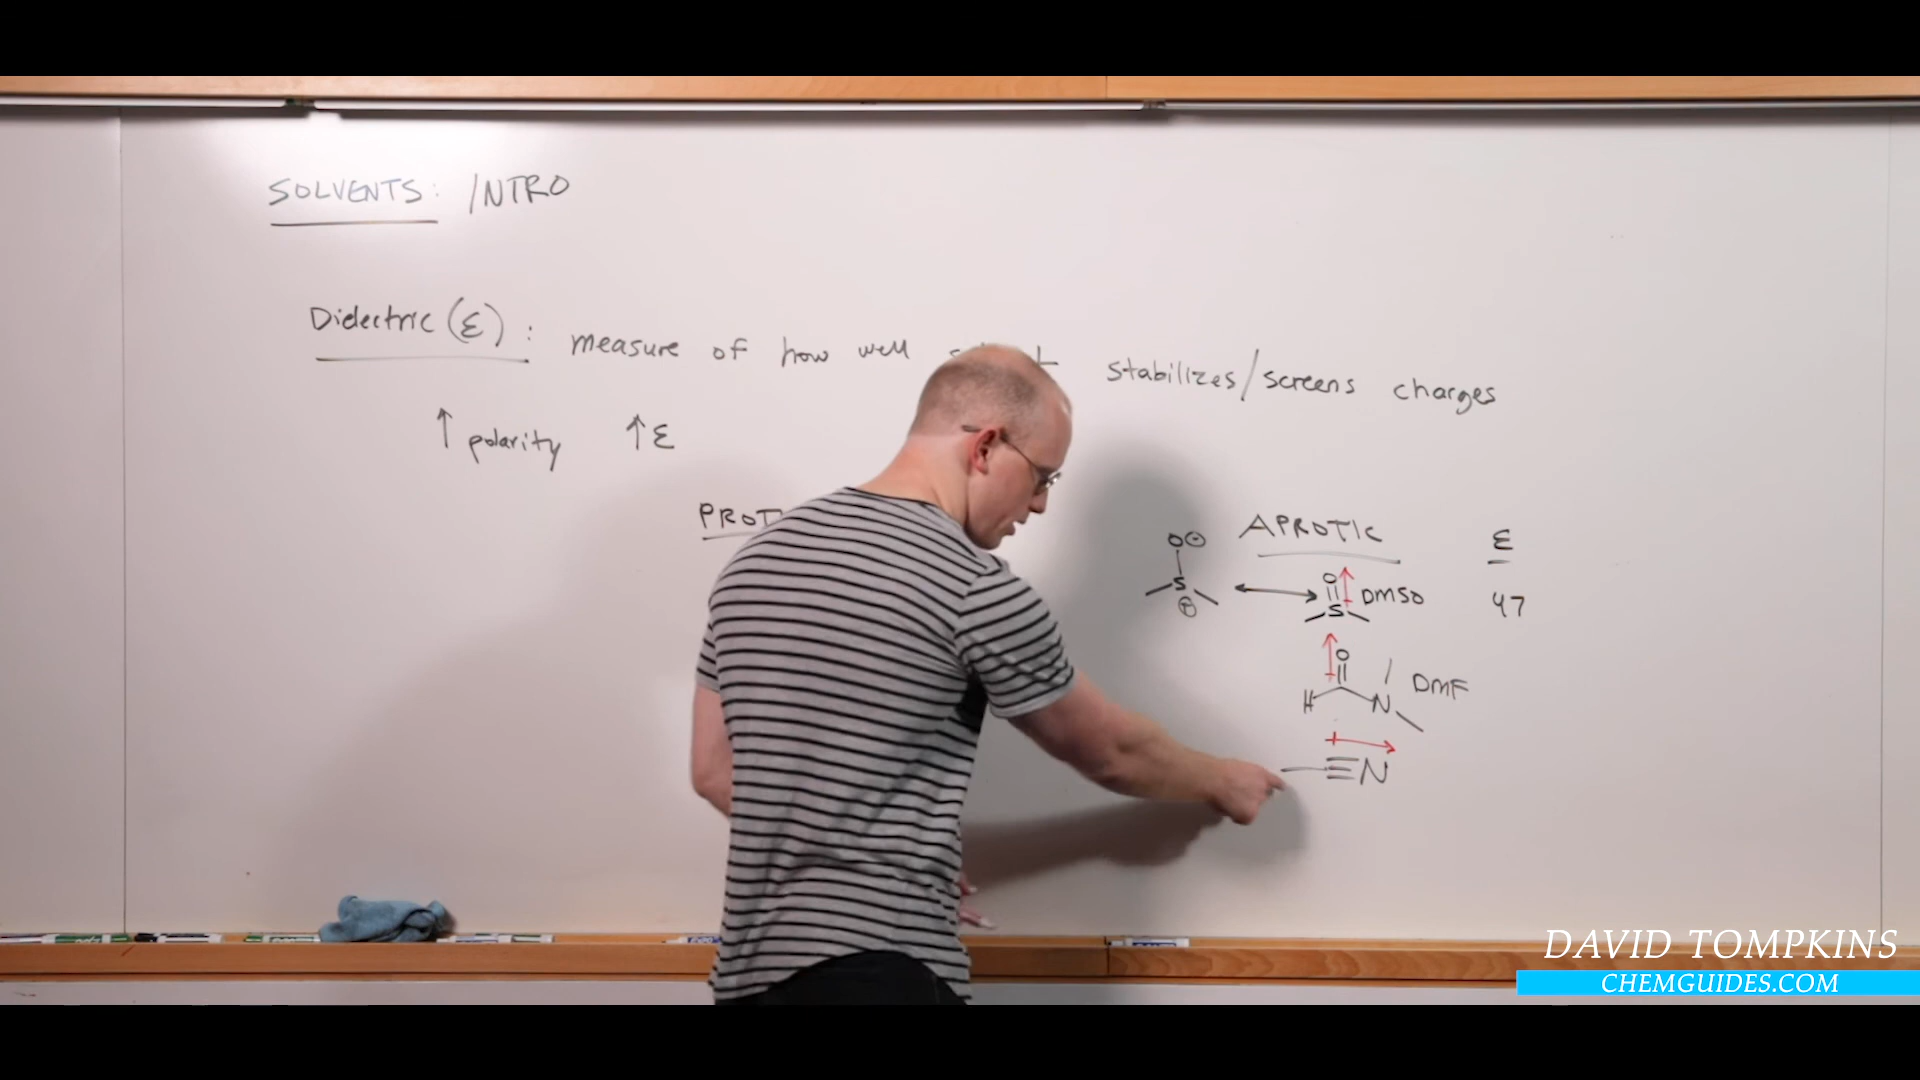 SOLVENTS: INTRO
Dielectric (ε): measure of how well stabilizes/screens charges
↑ polarity ↑ ε
APROTIC ε
O⊖
S
⊕
O
S DMSO 47
O
H N DMF
N
DAVID TOMPKINS
CHEMGUIDES.COM